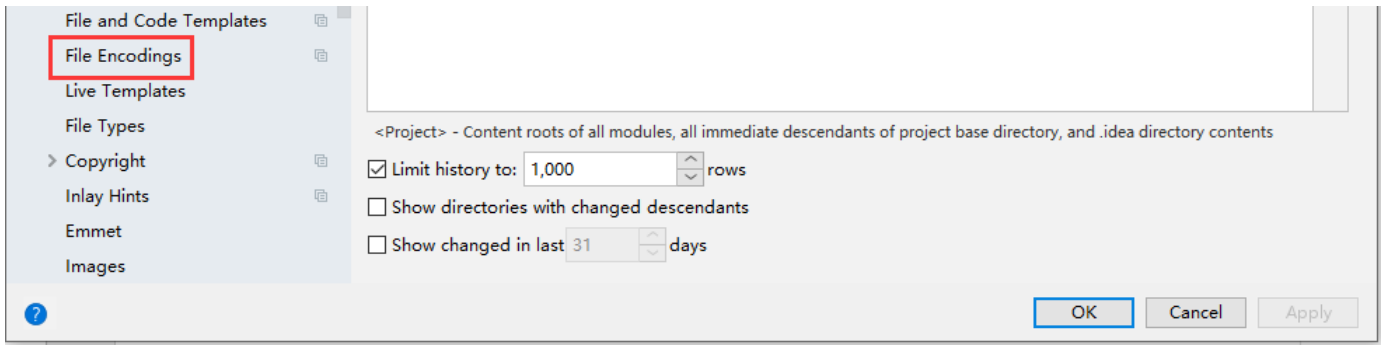 File and Code Templates
File Encodings
Live Templates
File Types
Copyright
Inlay Hints
Emmet
Images
<Project> - Content roots of all modules, all immediate descendants of project base directory, and .idea directory contents
Limit history to: 1,000 rows
Show directories with changed descendants
Show changed in last 31 days
?
OK Cancel Apply